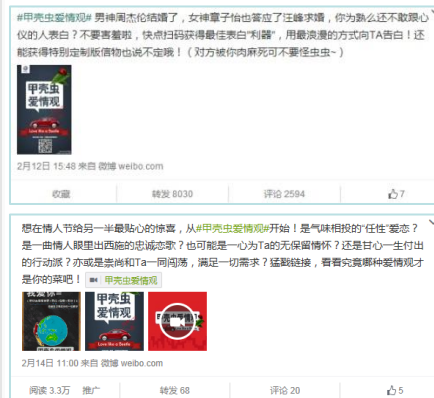 #甲壳虫爱情观# 男神周杰伦结婚了，女神章子怡也答应了汪峰求婚，你为熟么还不敢跟心
仪的人表白？不要害羞啦，快点扫码获得最佳表白“利器”，用最浪漫的方式向TA告白！还
能获得特别定制版信物也说不定哦！（对方被你肉麻死可不要怪虫虫~）
甲壳虫
爱情观
Love like a Beetle
2月12日 15:48 来自 微博 weibo.com
收藏 转发 8030 评论 2594 7
想在情人节给另一半最贴心的惊喜，从#甲壳虫爱情观#开始！是气味相投的“任性”爱恋？
是一曲情人眼里出西施的忠诚恋歌？也可能是一心为Ta的无保留情怀？还是甘心一生付出
的行动派？亦或是崇尚和Ta一同闯荡，满足一切需求？猛戳链接，看看究竟哪种爱情观才
是你的菜吧！ 甲壳虫爱情观
我爱你
甲壳虫
爱情观
Love like a Beetle
2月14日 11:00 来自 微博 weibo.com
阅读 3.3万 推广 转发 68 评论 20 5